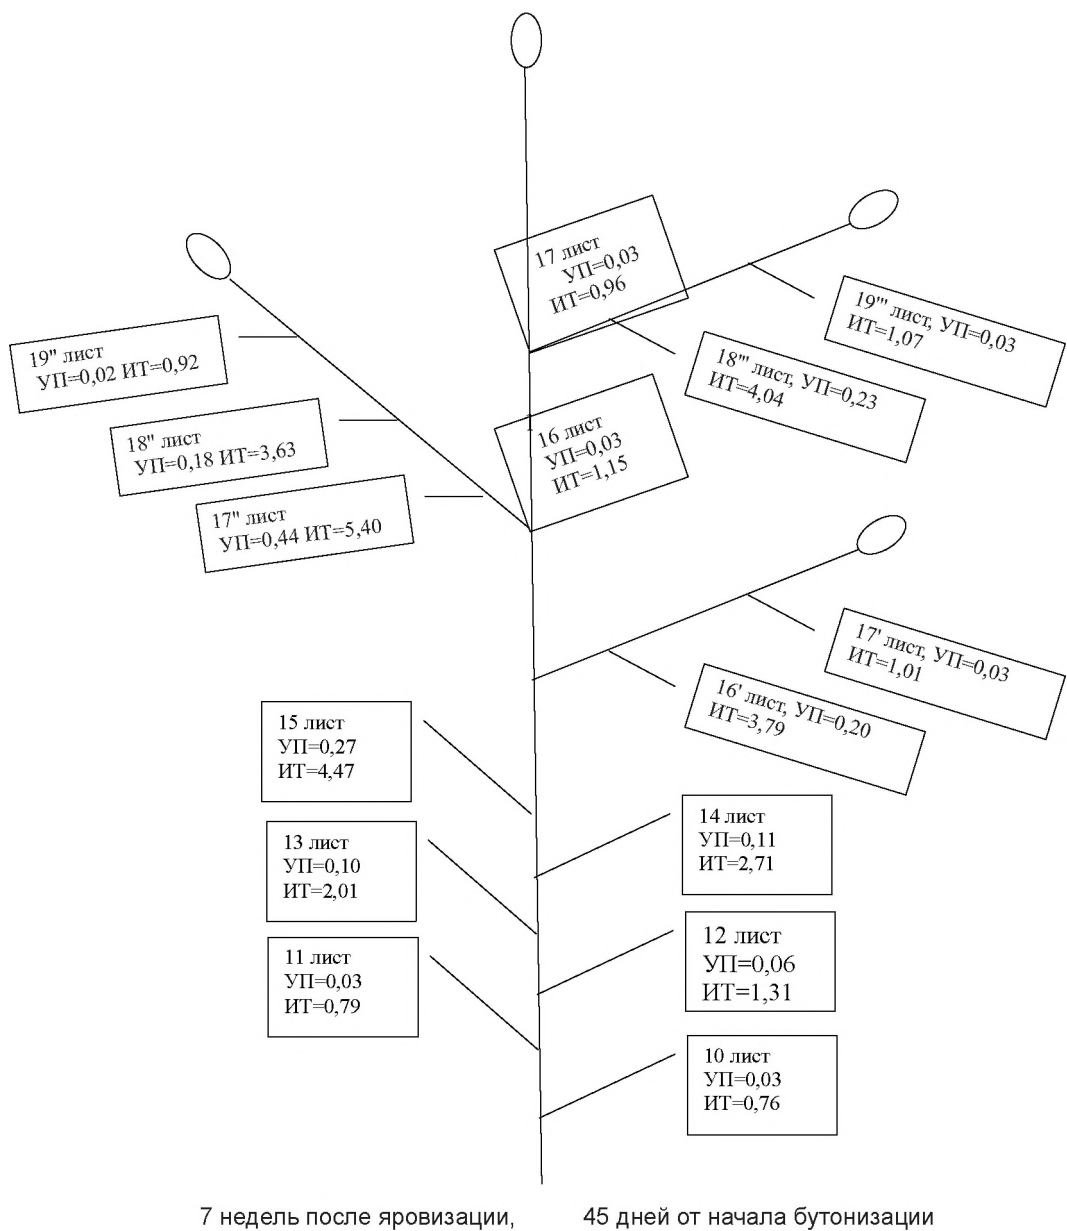 17 лист
УП=0,03
ИТ=0,96
19''' лист, УП=0,03
ИТ=1,07
19'' лист
УП=0,02 ИТ=0,92
18''' лист, УП=0,23
ИТ=4,04
18'' лист
УП=0,18 ИТ=3,63
16 лист
УП=0,03
ИТ=1,15
17'' лист
УП=0,44 ИТ=5,40
17' лист, УП=0,03
ИТ=1,01
16' лист, УП=0,20
ИТ=3,79
15 лист
УП=0,27
ИТ=4,47
14 лист
УП=0,11
ИТ=2,71
13 лист
УП=0,10
ИТ=2,01
12 лист
УП=0,06
ИТ=1,31
11 лист
УП=0,03
ИТ=0,79
10 лист
УП=0,03
ИТ=0,76
7 недель после яровизации, 45 дней от начала бутонизации